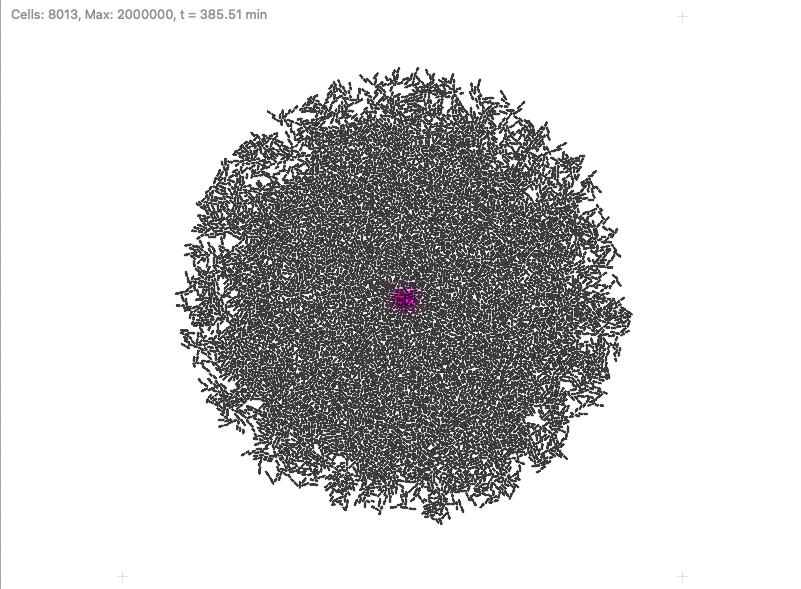 Cells: 8013, Max: 2000000, t = 385.51 min